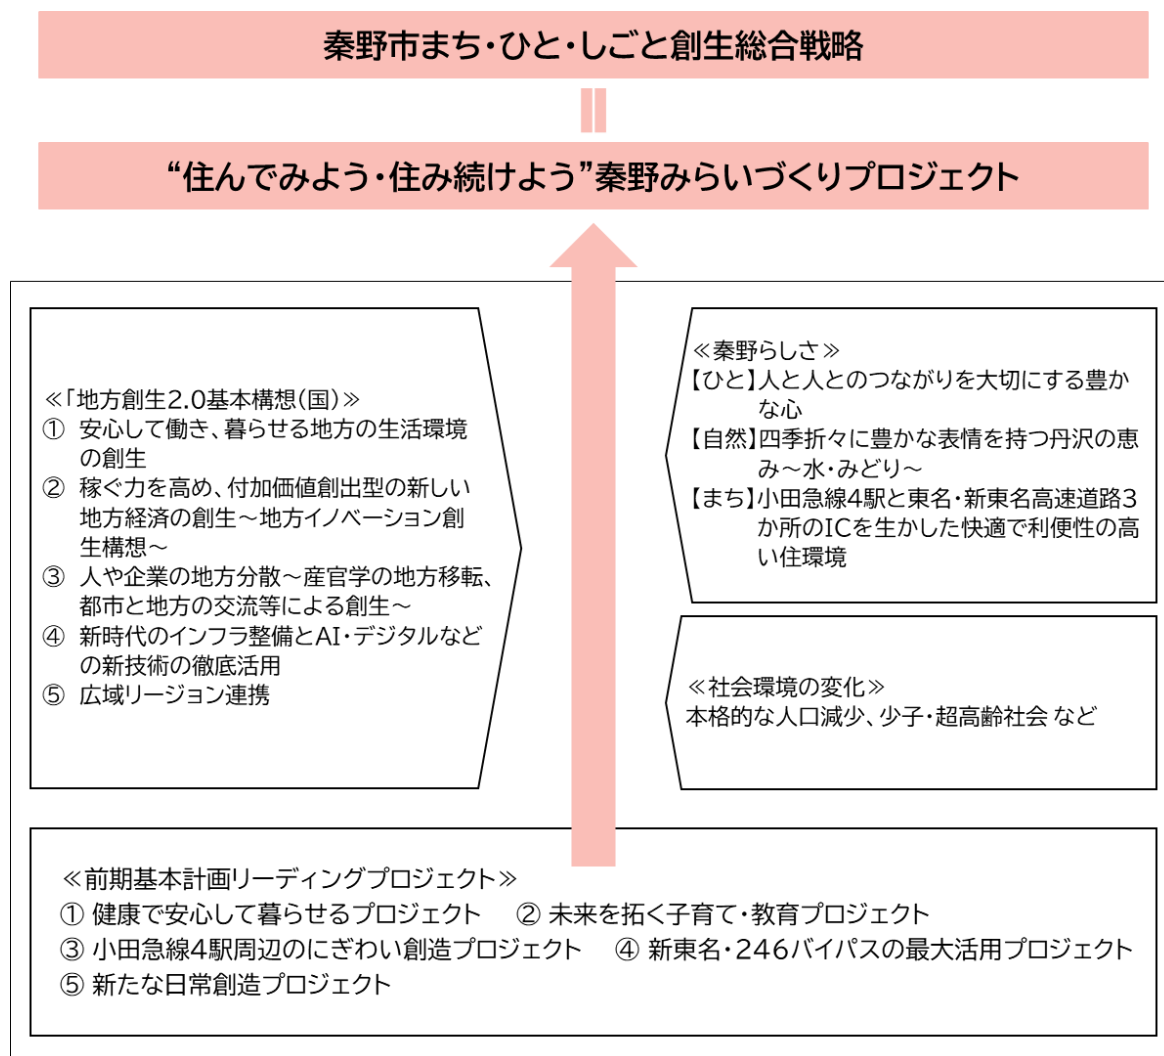 秦野市まち・ひと・しごと創生総合戦略
“住んでみよう・住み続けよう”秦野みらいづくりプロジェクト
≪「地方創生2.0基本構想(国)≫
① 安心して働き、暮らせる地方の生活環境
の創生
② 稼ぐ力を高め、付加価値創出型の新しい
地方経済の創生～地方イノベーション創
生構想～
③ 人や企業の地方分散～産官学の地方移転、
都市と地方の交流等による創生～
④ 新時代のインフラ整備とAI・デジタルなど
の新技術の徹底活用
⑤ 広域リージョン連携
≪秦野らしさ≫
【ひと】人と人とのつながりを大切にする豊か
な心
【自然】四季折々に豊かな表情を持つ丹沢の恵
み～水・みどり～
【まち】小田急線4駅と東名・新東名高速道路3
か所のICを生かした快適で利便性の高
い住環境
≪社会環境の変化≫
本格的な人口減少、少子・超高齢社会 など
≪前期基本計画リーディングプロジェクト≫
① 健康で安心して暮らせるプロジェクト ② 未来を拓く子育て・教育プロジェクト
③ 小田急線4駅周辺のにぎわい創造プロジェクト ④ 新東名・246バイパスの最大活用プロジェクト
⑤ 新たな日常創造プロジェクト